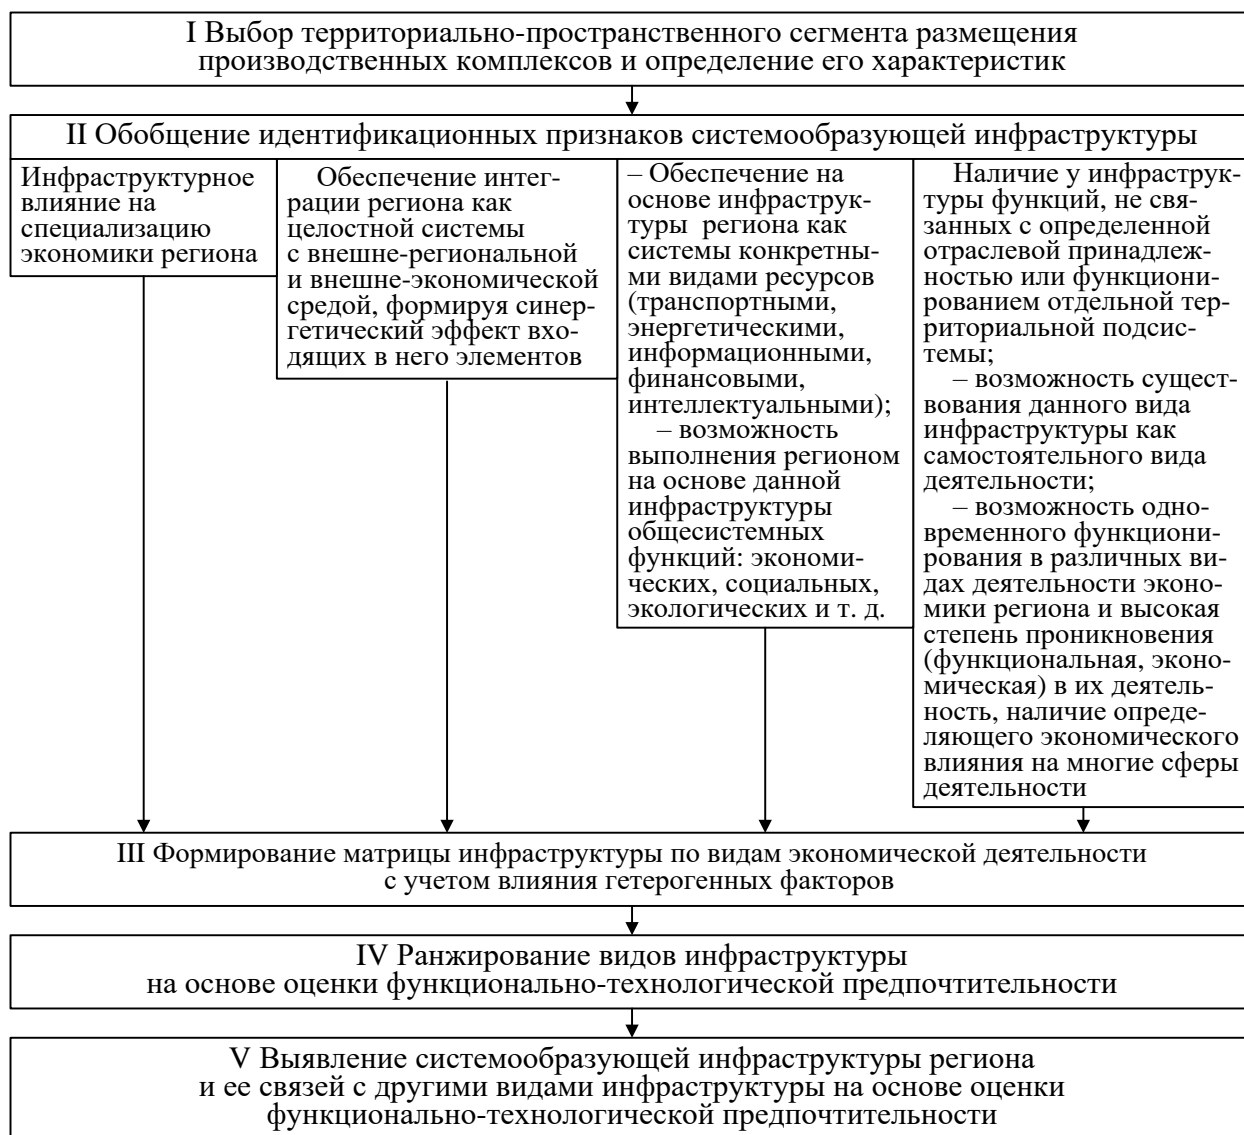 I Выбор территориально-пространственного сегмента размещения
производственных комплексов и определение его характеристик
II Обобщение идентификационных признаков системообразующей инфраструктуры
Инфраструктурное
влияние на
специализацию
экономики региона
Обеспечение интег-
рации региона как
целостной системы
с внешне-региональной
и внешне-экономической
средой, формируя синер-
гетический эффект вхо-
дящих в него элементов
– Обеспечение на
основе инфраструк-
туры региона как
системы конкретны-
ми видами ресурсов
(транспортными,
энергетическими,
информационными,
финансовыми,
интеллектуальными);
– возможность
выполнения регионом
на основе данной
инфраструктуры
общесистемных
функций: экономи-
ческих, социальных,
экологических и т. д.
Наличие у инфраструк-
туры функций, не свя-
занных с определенной
отраслевой принадлеж-
ностью или функциони-
рованием отдельной тер-
риториальной подсис-
темы;
– возможность сущест-
вования данного вида
инфраструктуры как
самостоятельного вида
деятельности;
– возможность одно-
временного функциони-
рования в различных ви-
дах деятельности эконо-
мики региона и высокая
степень проникновения
(функциональная, эконо-
мическая) в их деятель-
ность, наличие опреде-
ляющего экономического
влияния на многие сферы
деятельности
III Формирование матрицы инфраструктуры по видам экономической деятельности
с учетом влияния гетерогенных факторов
IV Ранжирование видов инфраструктуры
на основе оценки функционально-технологической предпочтительности
V Выявление системообразующей инфраструктуры региона
и ее связей с другими видами инфраструктуры на основе оценки
функционально-технологической предпочтительности